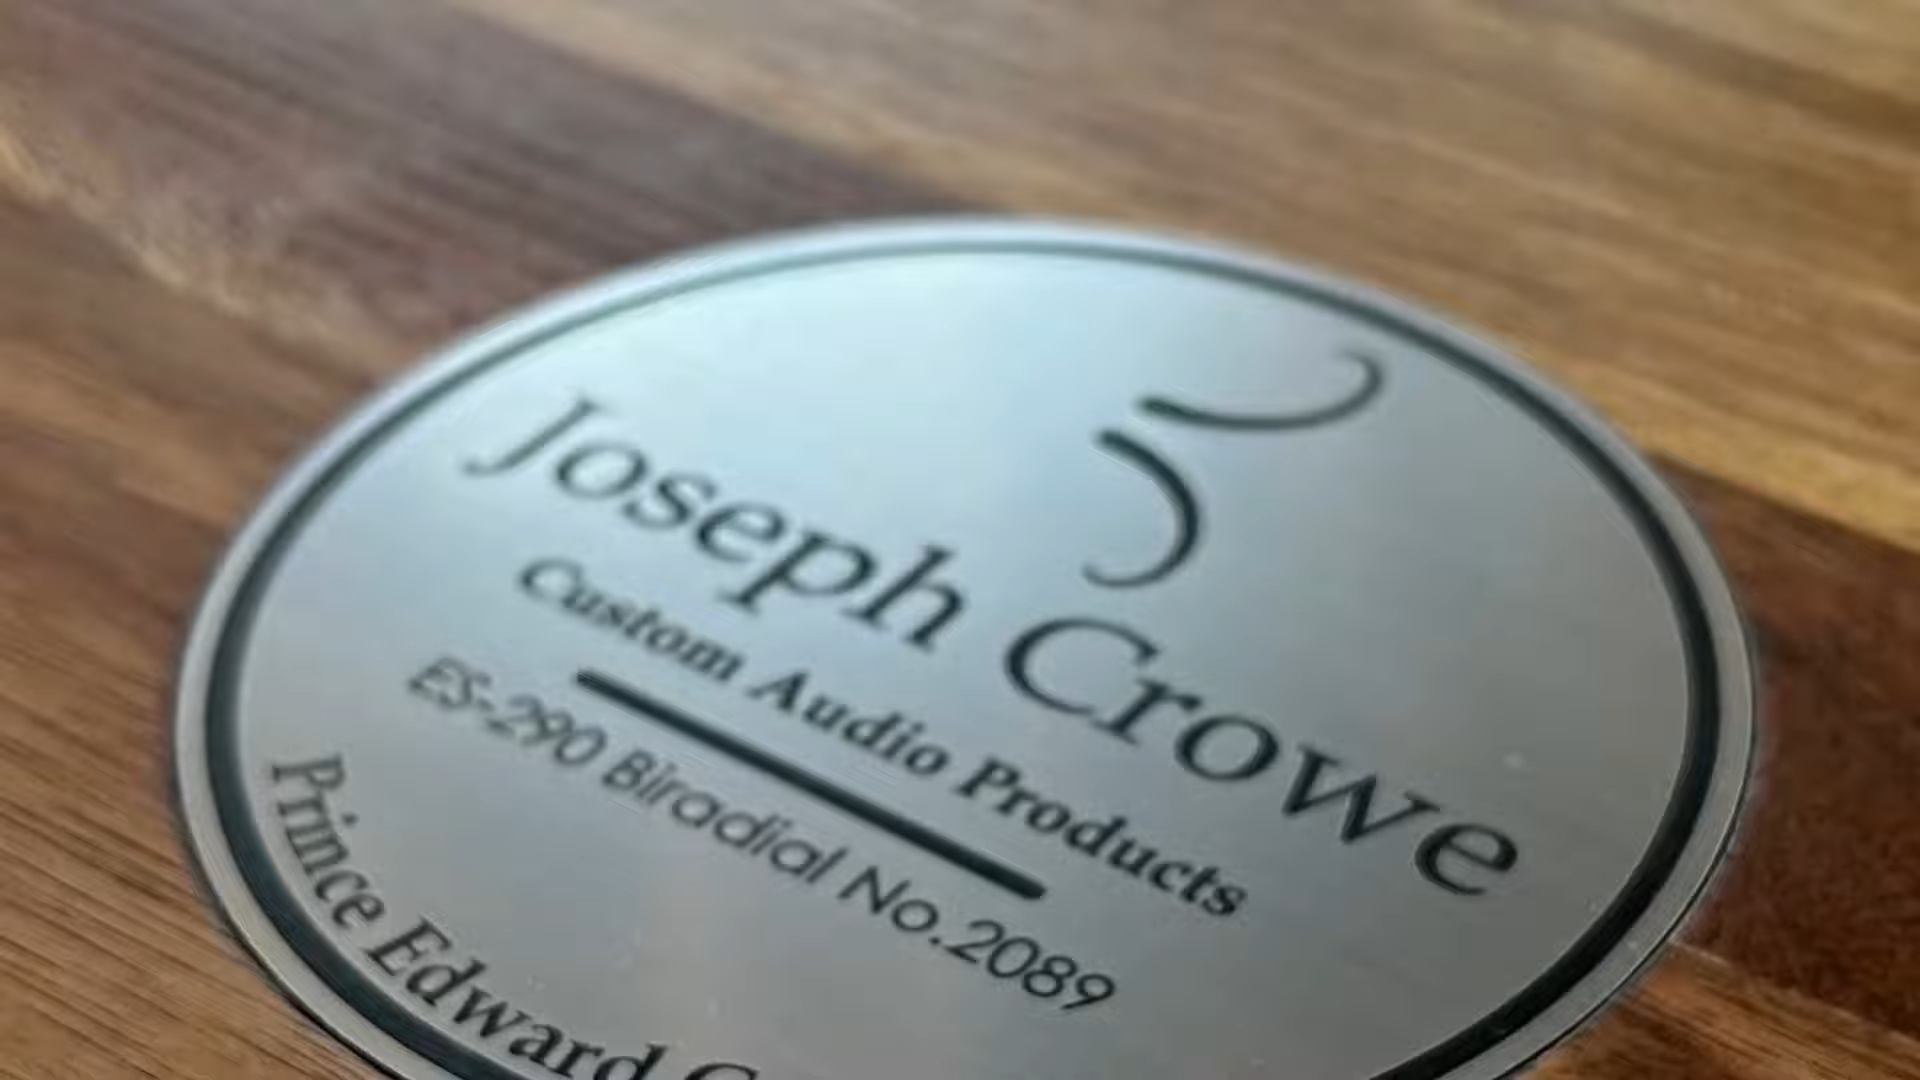 Joseph Crowe
Custom Audio Products
ES-290 Biradial No.2089
Prince Edward